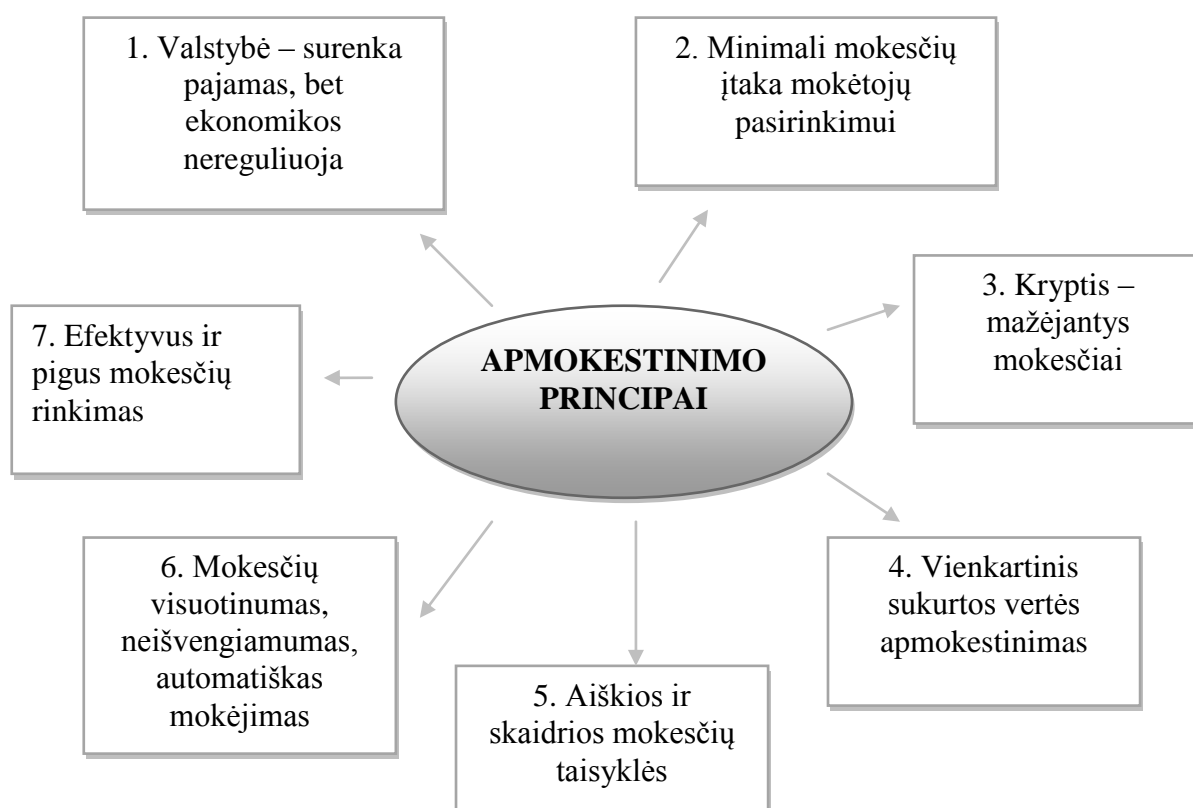 1. Valstybė – surenka
pajamas, bet
ekonomikos
nereguliuoja
2. Minimali mokesčių
įtaka mokėtojų
pasirinkimui
3. Kryptis –
mažėjantys
mokesčiai
7. Efektyvus ir
pigus mokesčių
rinkimas
APMOKESTINIMO
PRINCIPAI
6. Mokesčių
visuotinumas,
neišvengiamumas,
automatiškas
mokėjimas
5. Aiškios ir
skaidrios mokesčių
taisyklės
4. Vienkartinis
sukurtos vertės
apmokestinimas